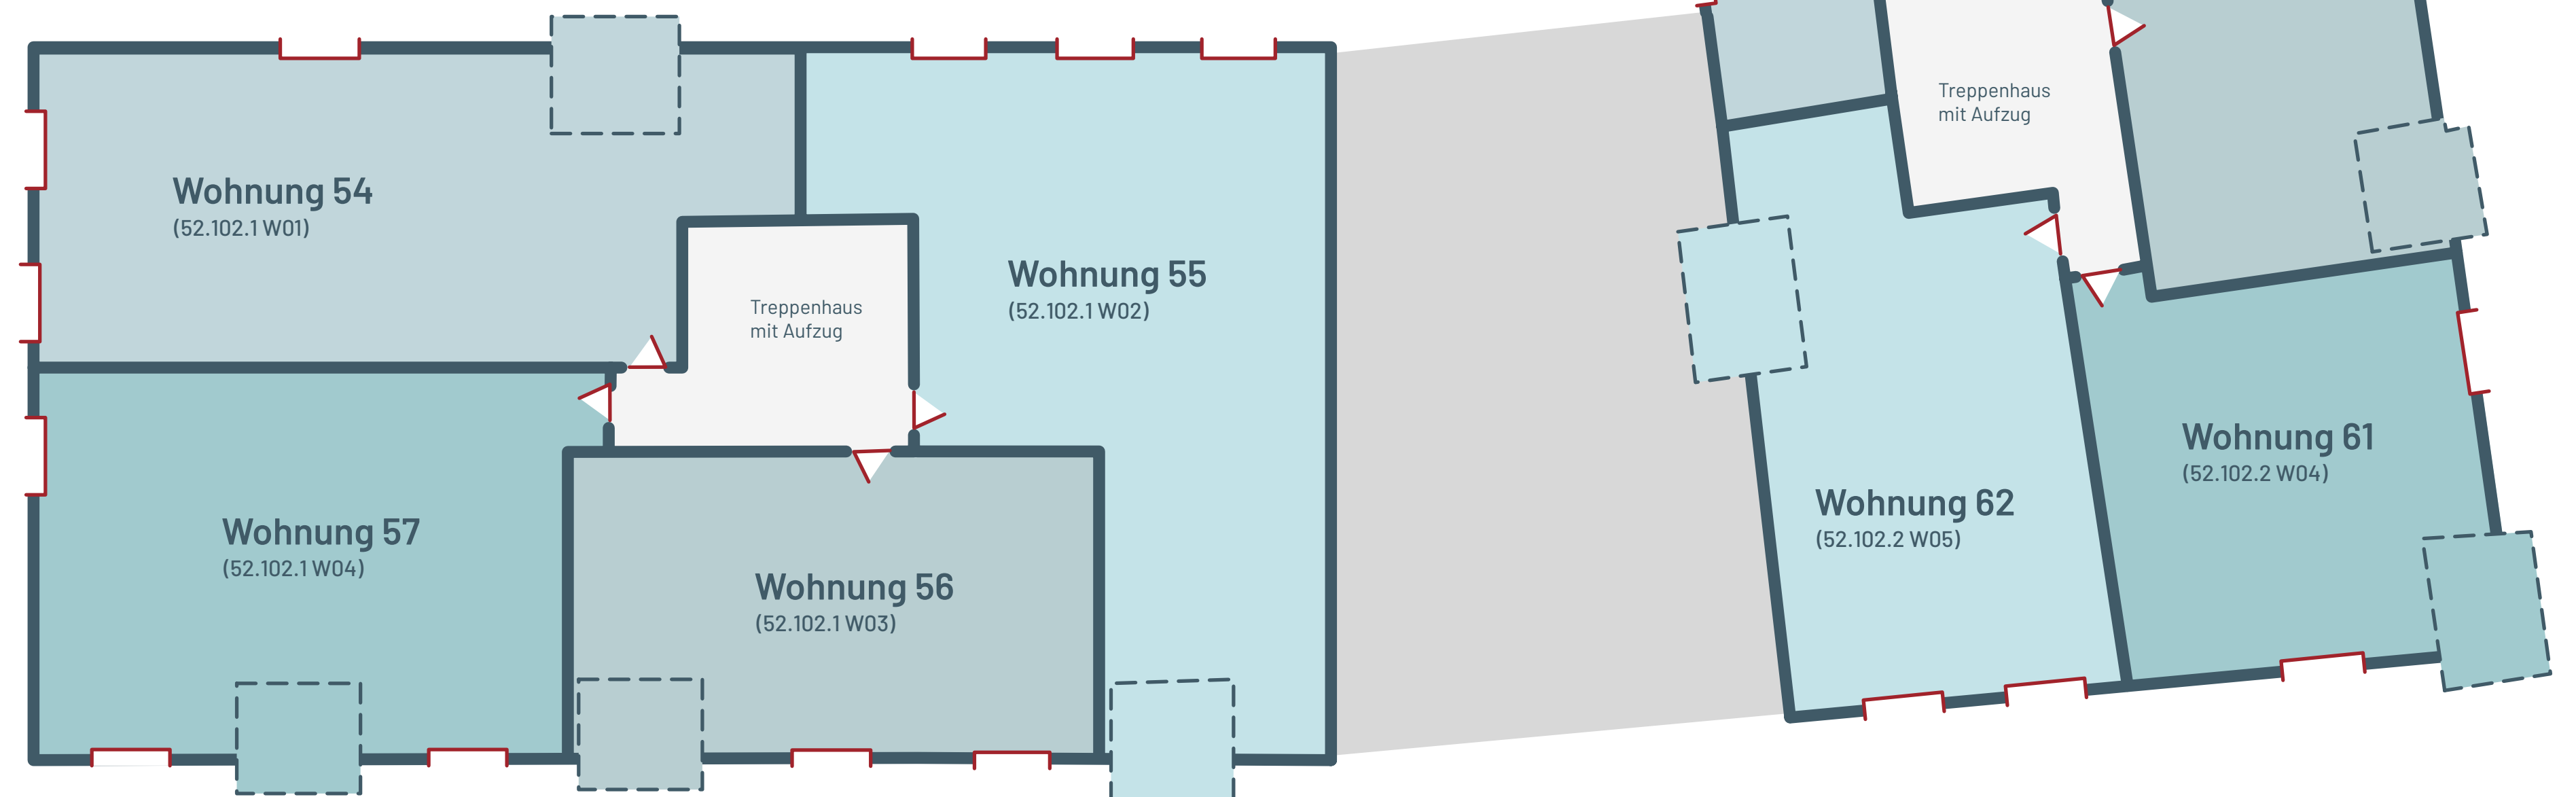 Wohnung 54
(52.102.1 W01)
Wohnung 55
(52.102.1 W02)
Treppenhaus
mit Aufzug
Wohnung 57
(52.102.1 W04)
Wohnung 56
(52.102.1 W03)
Treppenhaus
mit Aufzug
Wohnung 62
(52.102.2 W05)
Wohnung 61
(52.102.2 W04)